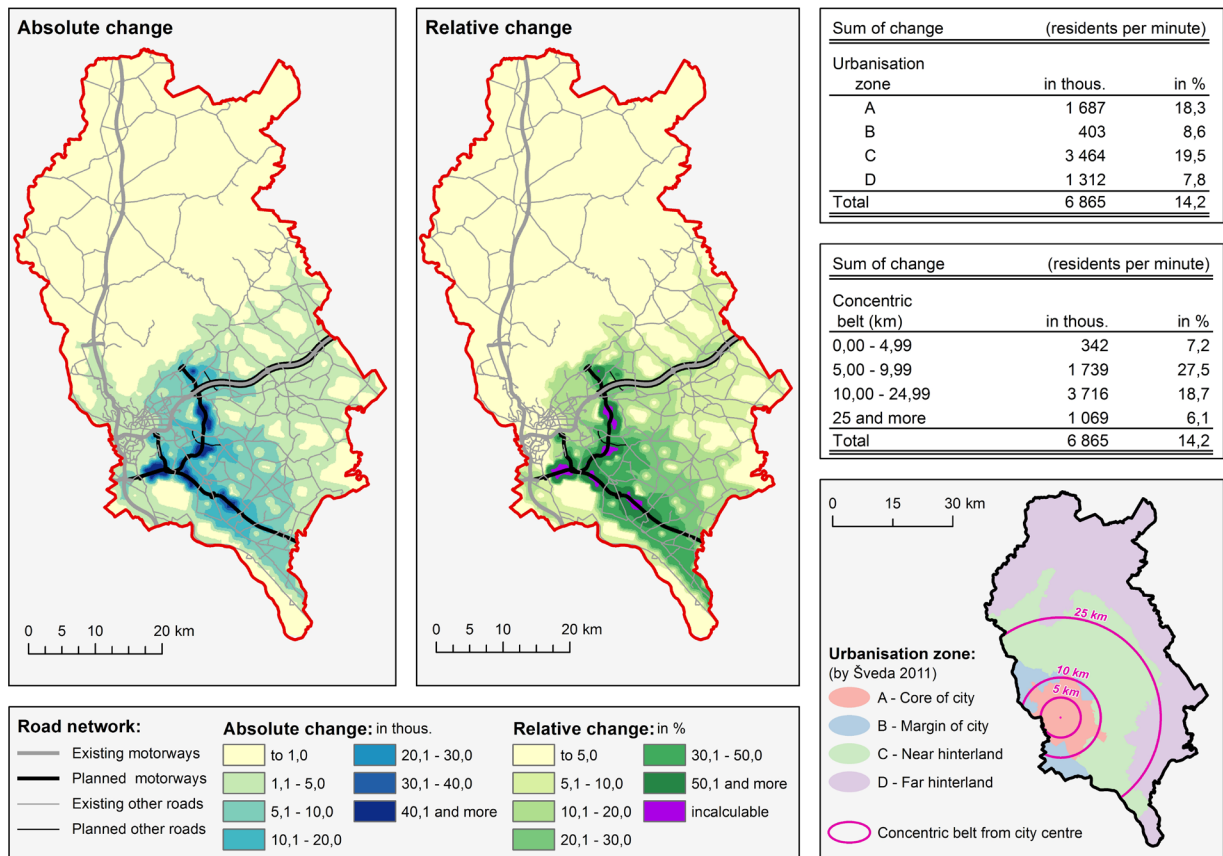 Absolute change
0 5 10 20 km
Relative change
0 5 10 20 km
Sum of change (residents per minute)
Urbanisation
zone in thous. in %
A 1 687 18,3
B 403 8,6
C 3 464 19,5
D 1 312 7,8
Total 6 865 14,2
Sum of change (residents per minute)
Concentric
belt (km) in thous. in %
0,00 - 4,99 342 7,2
5,00 - 9,99 1 739 27,5
10,00 - 24,99 3 716 18,7
25 and more 1 069 6,1
Total 6 865 14,2
0 15 30 km
25 km
10 km
5 km
Urbanisation zone:
(by Šveda 2011)
A - Core of city
B - Margin of city
C - Near hinterland
D - Far hinterland
Concentric belt from city centre
Road network:
Existing motorways
Planned motorways
Existing other roads
Planned other roads
Absolute change: in thous.
to 1,0
1,1 - 5,0
5,1 - 10,0
10,1 - 20,0
20,1 - 30,0
30,1 - 40,0
40,1 and more
Relative change: in %
to 5,0
5,1 - 10,0
10,1 - 20,0
20,1 - 30,0
30,1 - 50,0
50,1 and more
incalculable